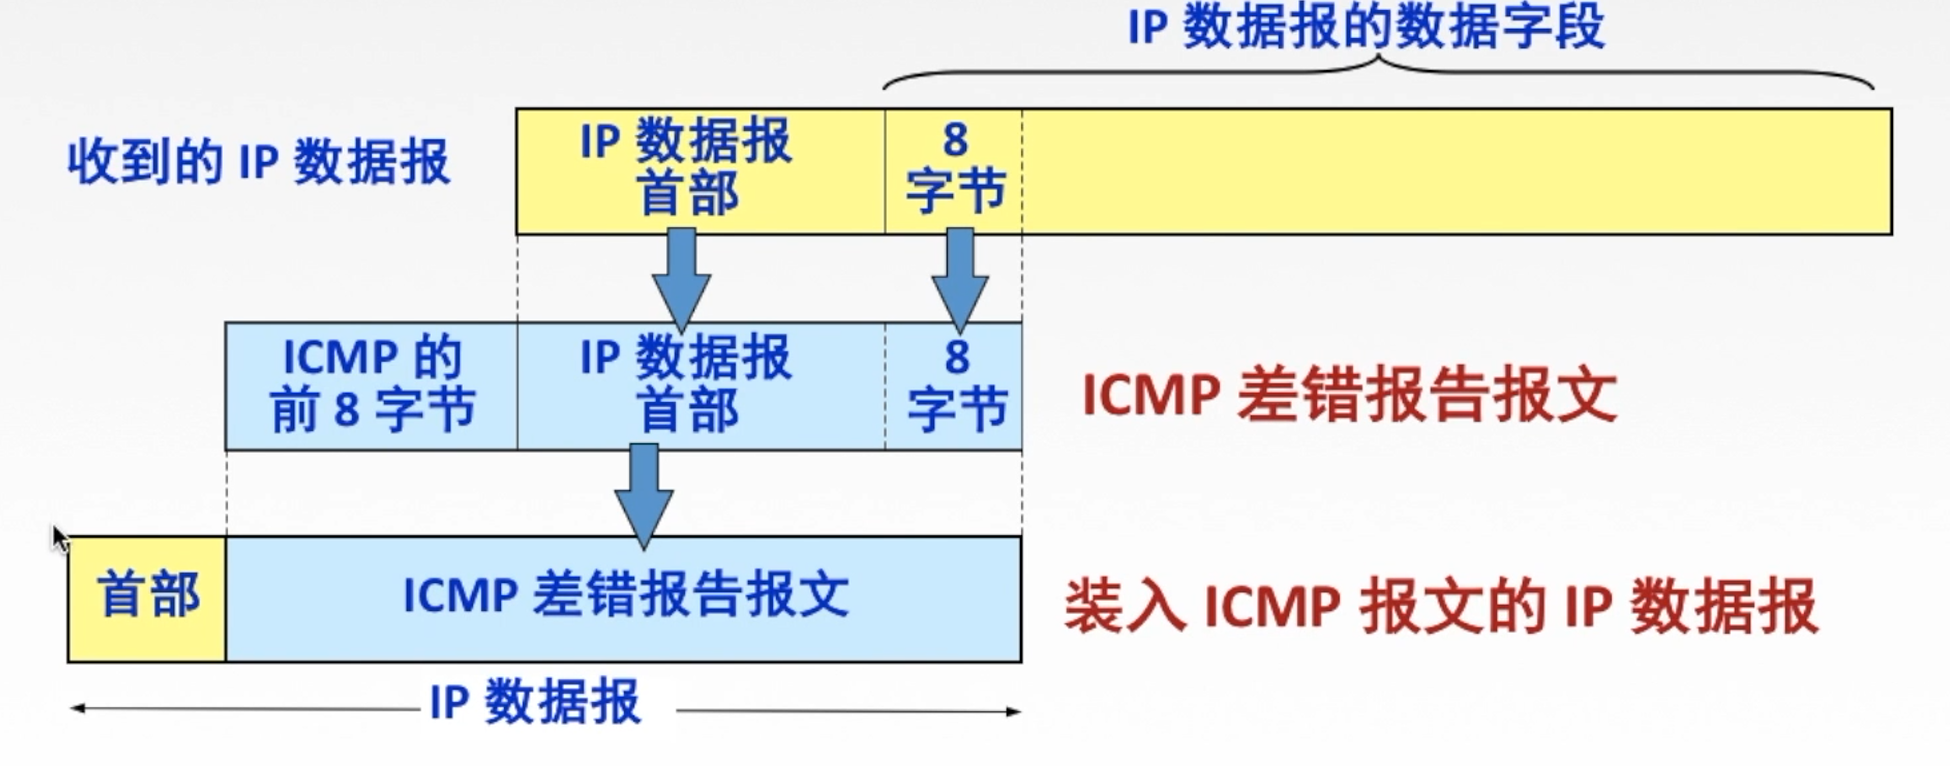 IP 数据报的数据字段
收到的 IP 数据报
IP 数据报
首部
8
字节
ICMP 的
前 8 字节
IP 数据报
首部
8
字节
ICMP 差错报告报文
首部
ICMP 差错报告报文
装入 ICMP 报文的 IP 数据报
IP 数据报